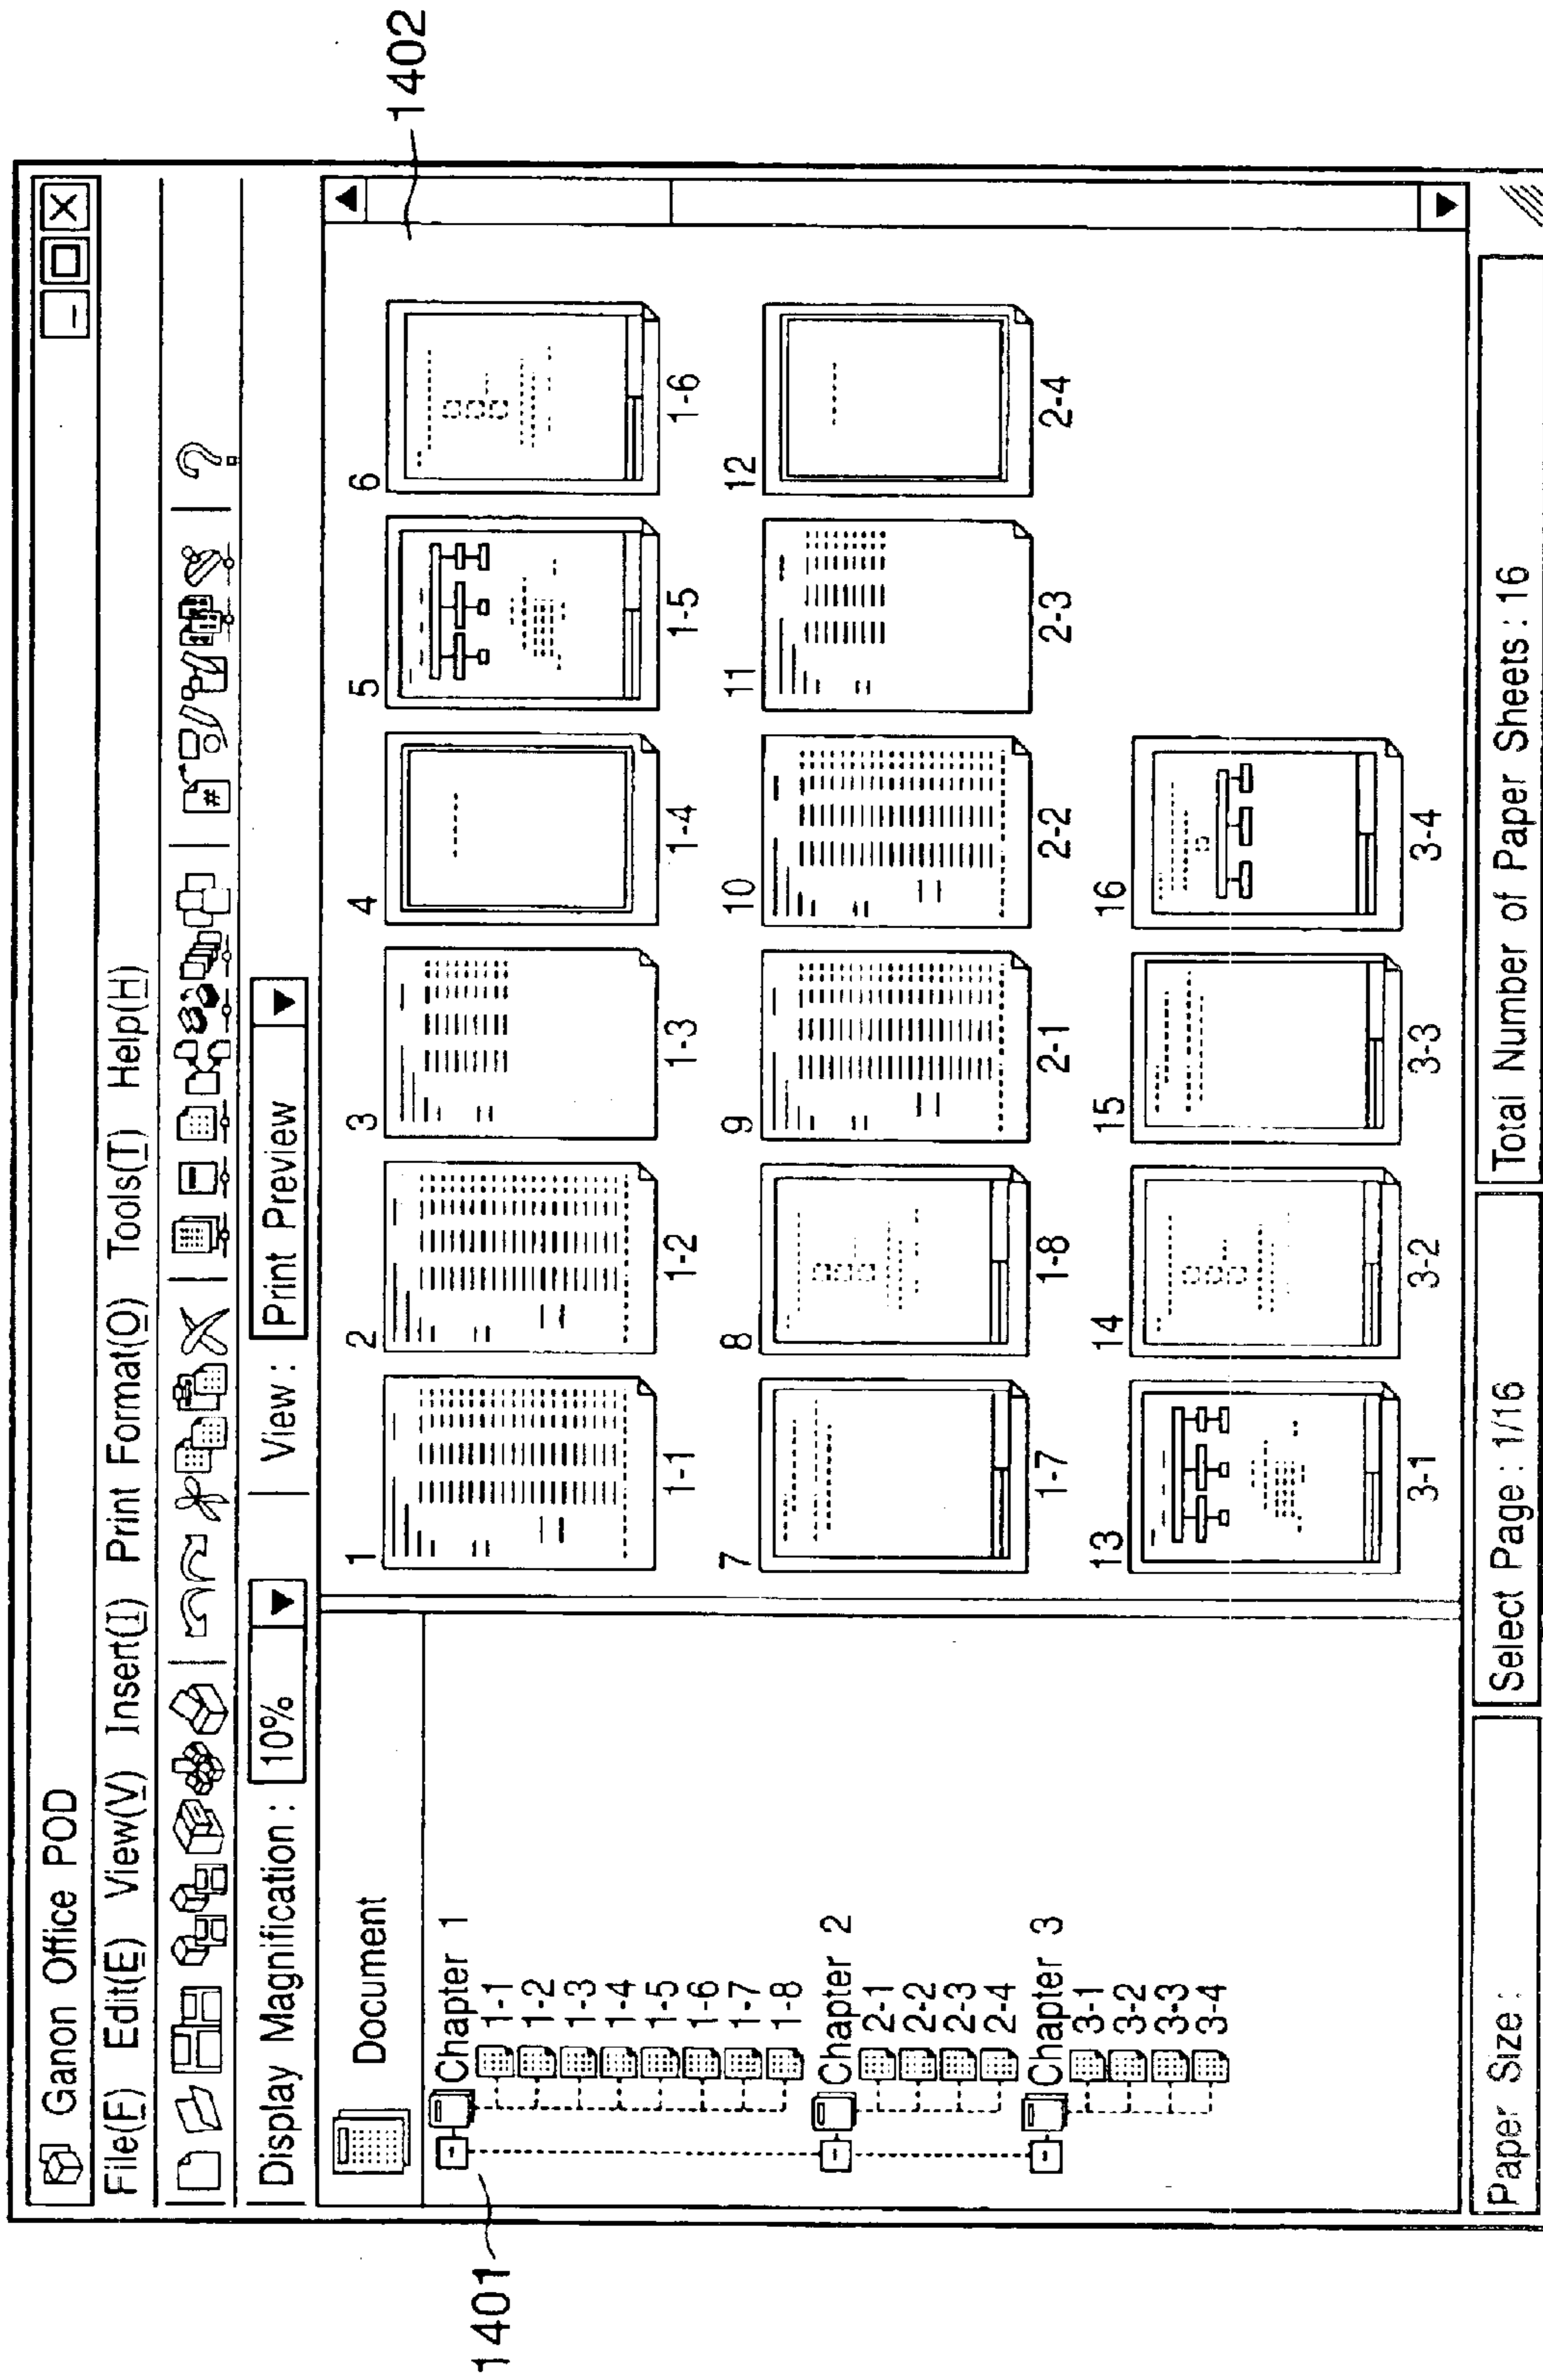 Ganon Office POD
File(F) Edit(E) View(V) Insert(I) Print Format(O) Tools(T) Help(H)
Display Magnification : 10% View : Print Preview
1402
1401
Document
Chapter 1
1-1
1-2
1-3
1-4
1-5
1-6
1-7
1-8
Chapter 2
2-1
2-2
2-3
2-4
Chapter 3
3-1
3-2
3-3
3-4
1 2 3 4 5 6
1-1 1-2 1-3 1-4 1-5 1-6
7 8 9 10 11 12
1-7 1-8 2-1 2-2 2-3 2-4
13 14 15 16
3-1 3-2 3-3 3-4
Paper Size : Select Page : 1/16 Total Number of Paper Sheets : 16